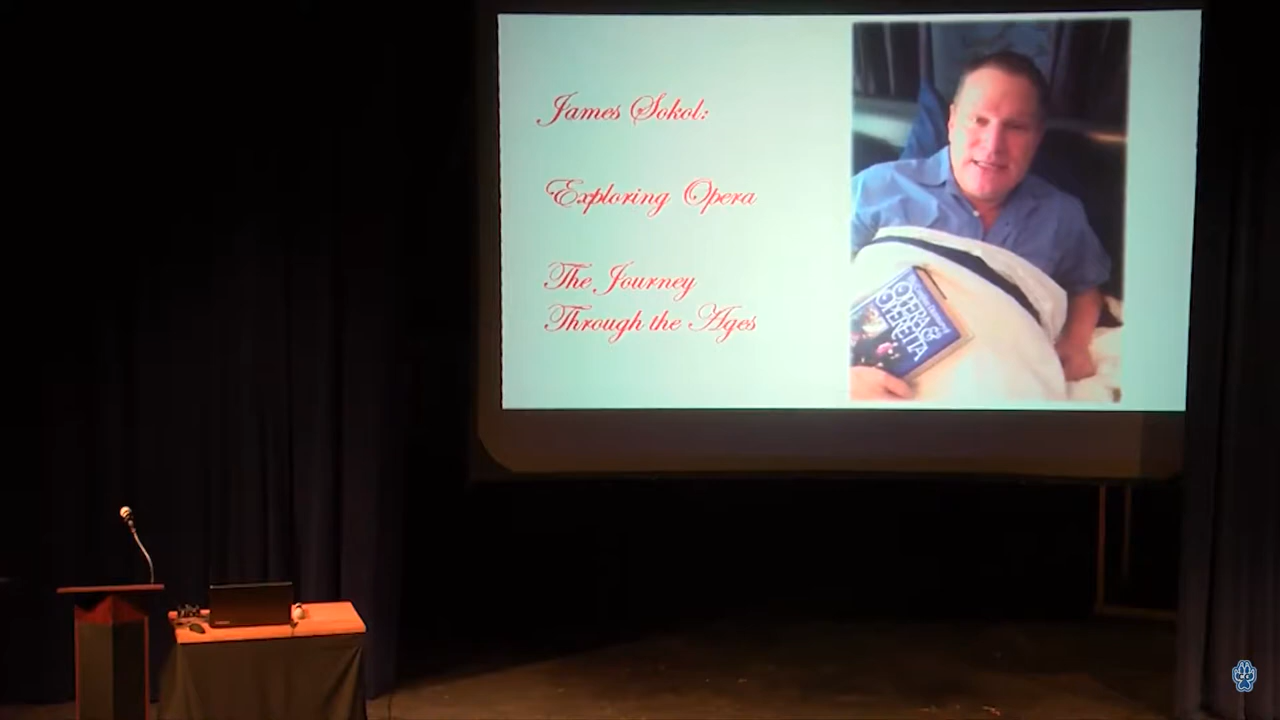 James Sokol:
Exploring Opera
The Journey
Through the Ages
OPERA &
OPERETTA